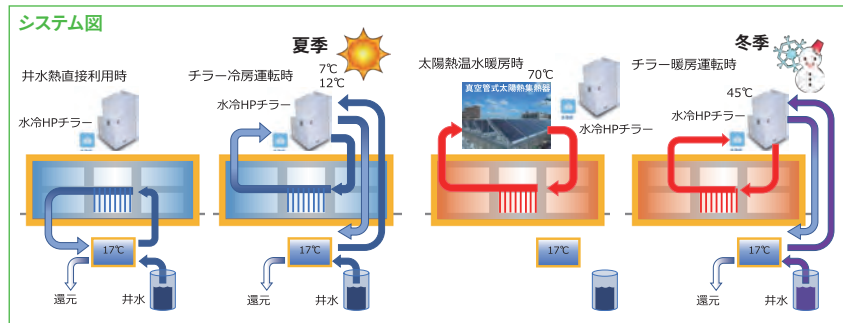 システム図
夏季
冬季
井水熱直接利用時
水冷HPチラー
17℃
還元
井水
チラー冷房運転時
7℃
12℃
水冷HPチラー
17℃
還元
井水
太陽熱温水暖房時
70℃
真空管式太陽熱集熱器
水冷HPチラー
17℃
チラー暖房運転時
45℃
水冷HPチラー
17℃
還元
井水